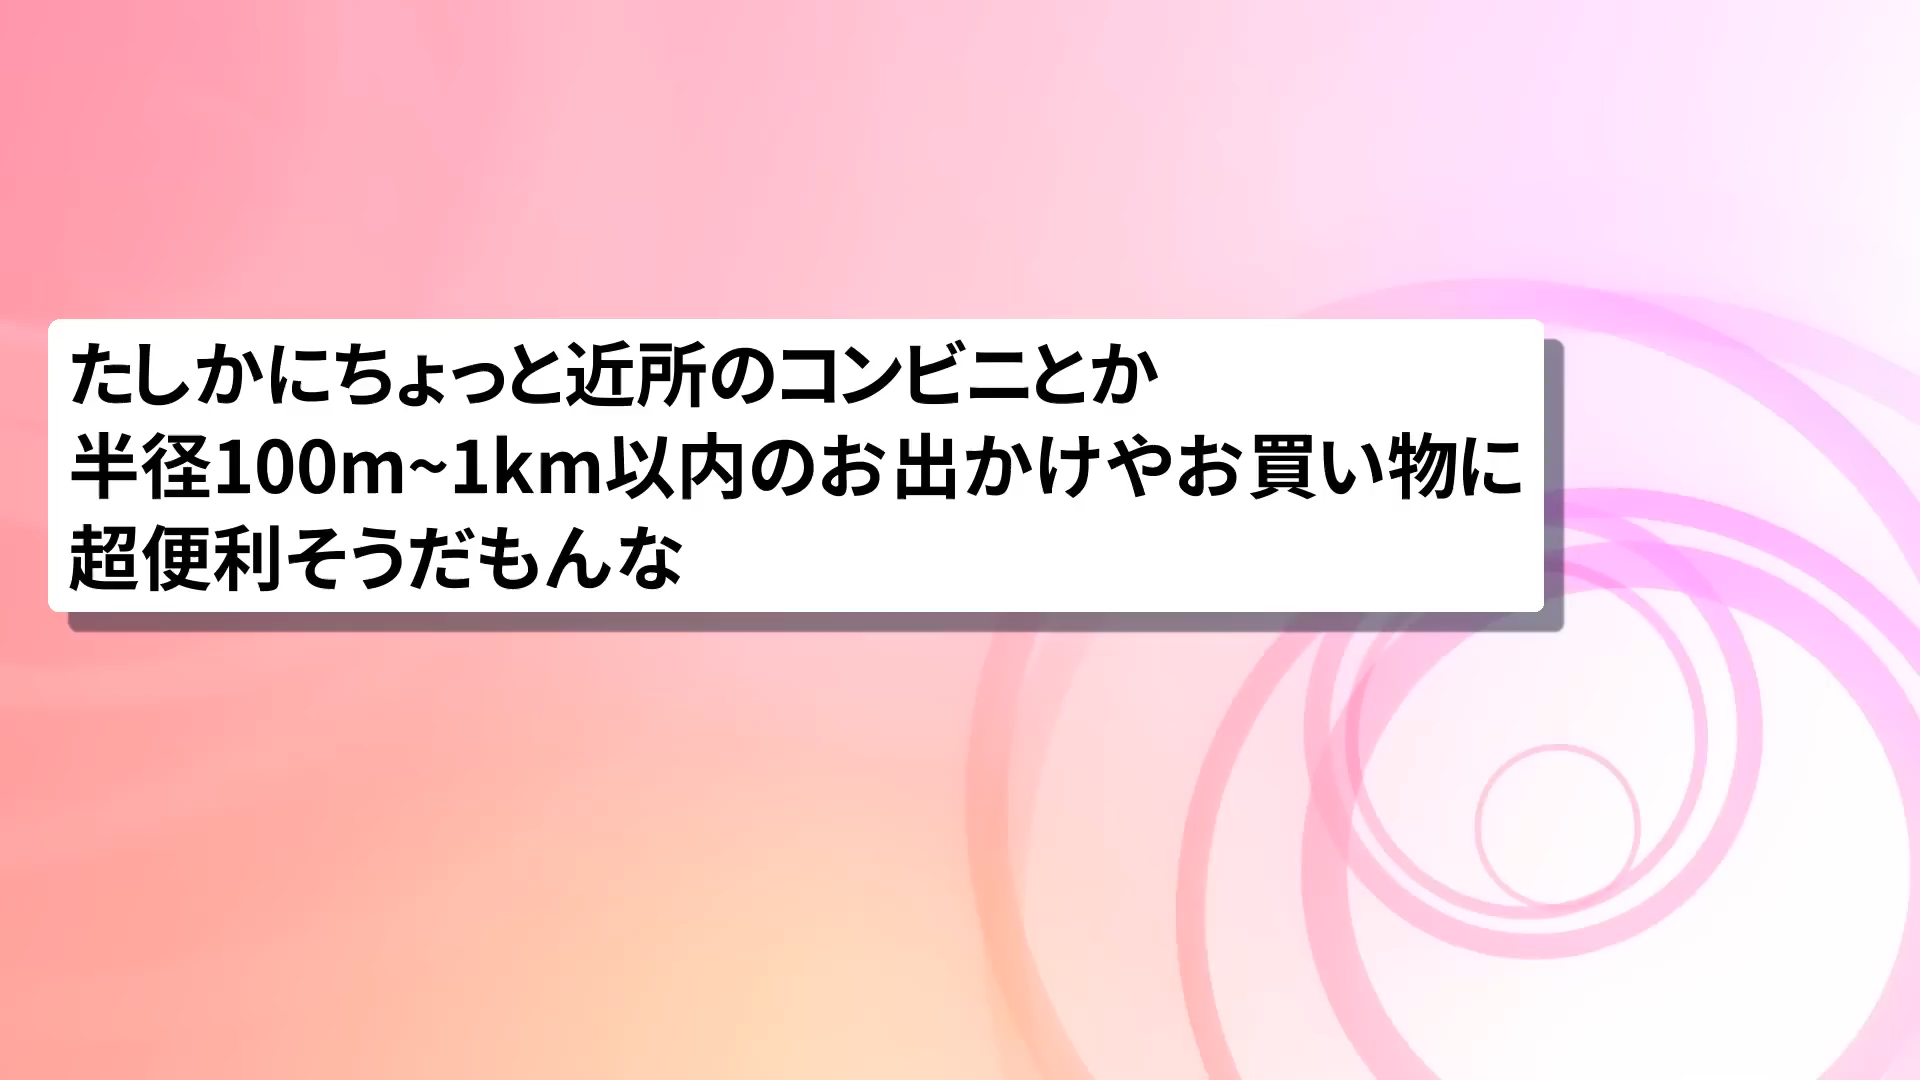 たしかにちょっと近所のコンビニとか
半径100m~1km以内のお出かけやお買い物に
超便利そうだもんな